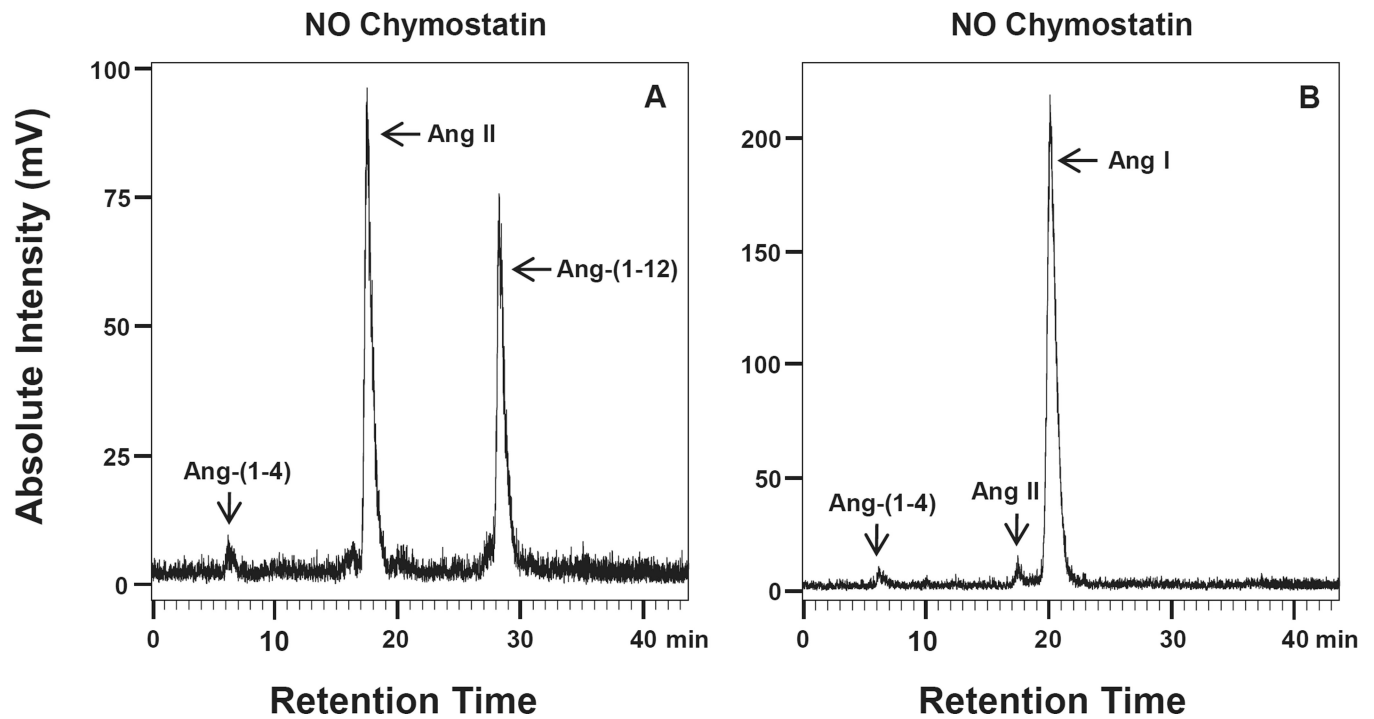 NO Chymostatin
NO Chymostatin
Absolute Intensity (mV)
A
100
75
50
25
0
Ang II
Ang-(1-12)
Ang-(1-4)
0 10 20 30 40 min
Retention Time
B
200
150
100
50
0
Ang I
Ang II
Ang-(1-4)
0 10 20 30 40 min
Retention Time